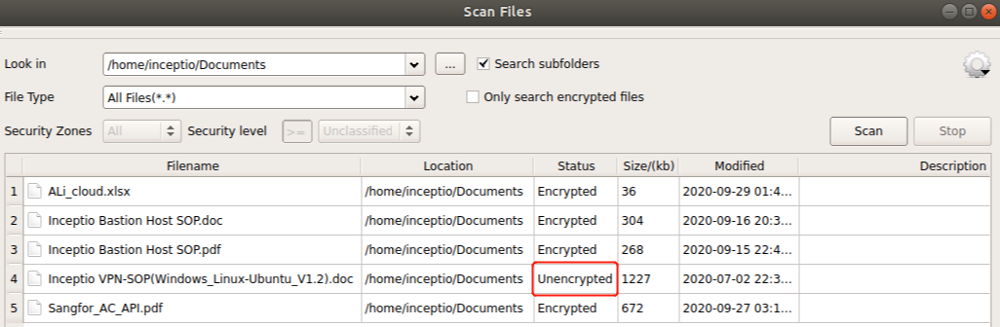 Scan Files
Look in /home/inceptio/Documents ... Search subfolders
File Type All Files(*.*) Only search encrypted files
Security Zones All Security level >= Unclassified Scan Stop
Filename Location Status Size/(kb) Modified Description
1 ALi_cloud.xlsx /home/inceptio/Documents Encrypted 36 2020-09-29 01:4...
2 Inceptio Bastion Host SOP.doc /home/inceptio/Documents Encrypted 304 2020-09-16 20:3...
3 Inceptio Bastion Host SOP.pdf /home/inceptio/Documents Encrypted 268 2020-09-15 22:4...
4 Inceptio VPN-SOP(Windows_Linux-Ubuntu_V1.2).doc /home/inceptio/Documents Unencrypted 1227 2020-07-02 22:3...
5 Sangfor_AC_API.pdf /home/inceptio/Documents Encrypted 672 2020-09-27 03:1...